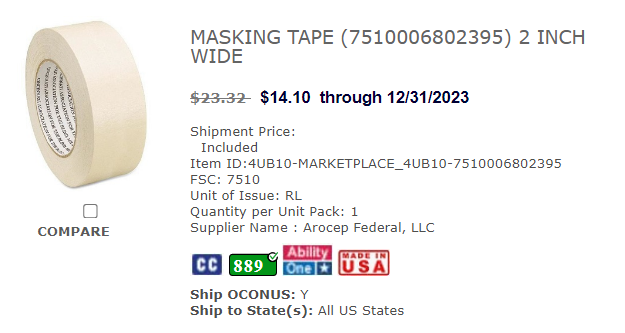 MASKING TAPE (7510006802395) 2 INCH
WIDE
$23.32 $14.10 through 12/31/2023
Shipment Price:
Included
Item ID:4UB10-MARKETPLACE_4UB10-7510006802395
FSC: 7510
Unit of Issue: RL
Quantity per Unit Pack: 1
Supplier Name : Arocep Federal, LLC
COMPARE
CC 889 Ability One MADE IN USA
Ship OCONUS: Y
Ship to State(s): All US States